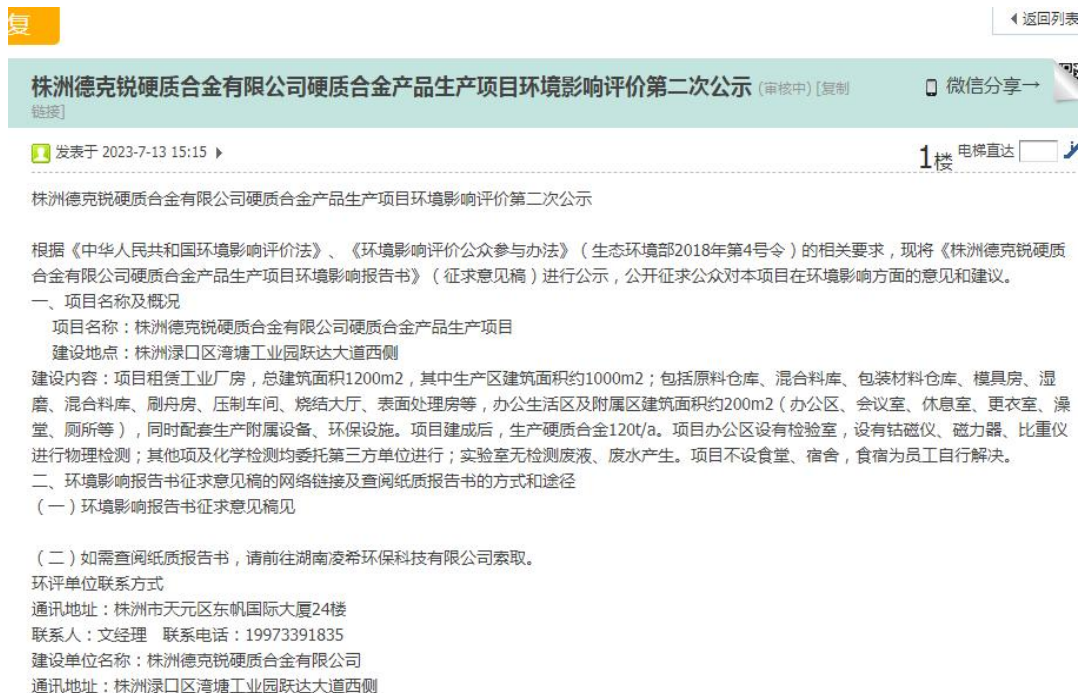 复
返回列表
株洲德克锐硬质合金有限公司硬质合金产品生产项目环境影响评价第二次公示 (审核中) [复制
链接]
微信分享→
发表于 2023-7-13 15:15
1楼 电梯直达
株洲德克锐硬质合金有限公司硬质合金产品生产项目环境影响评价第二次公示
根据《中华人民共和国环境影响评价法》、《环境影响评价公众参与办法》（生态环境部2018年第4号令）的相关要求，现将《株洲德克锐硬质
合金有限公司硬质合金产品生产项目环境影响报告书》（征求意见稿）进行公示，公开征求公众对本项目在环境影响方面的意见和建议。
一、项目名称及概况
项目名称：株洲德克锐硬质合金有限公司硬质合金产品生产项目
建设地点：株洲渌口区湾塘工业园跃达大道西侧
建设内容：项目租赁工业厂房，总建筑面积1200m2，其中生产区建筑面积约1000m2；包括原料仓库、混合料库、包装材料仓库、模具房、湿
磨、混合料库、刷舟房、压制车间、烧结大厅、表面处理房等，办公生活区及附属区建筑面积约200m2（办公区、会议室、休息室、更衣室、澡
堂、厕所等），同时配套生产附属设备、环保设施。项目建成后，生产硬质合金120t/a。项目办公区设有检验室，设有钴磁仪、磁力器、比重仪
进行物理检测；其他项及化学检测均委托第三方单位进行；实验室无检测废液、废水产生。项目不设食堂、宿舍，食宿为员工自行解决。
二、环境影响报告书征求意见稿的网络链接及查阅纸质报告书的方式和途径
（一）环境影响报告书征求意见稿见
（二）如需查阅纸质报告书，请前往湖南凌希环保科技有限公司索取。
环评单位联系方式
通讯地址：株洲市天元区东帆国际大厦24楼
联系人：文经理 联系电话：19973391835
建设单位名称：株洲德克锐硬质合金有限公司
通讯地址：株洲渌口区湾塘工业园跃达大道西侧